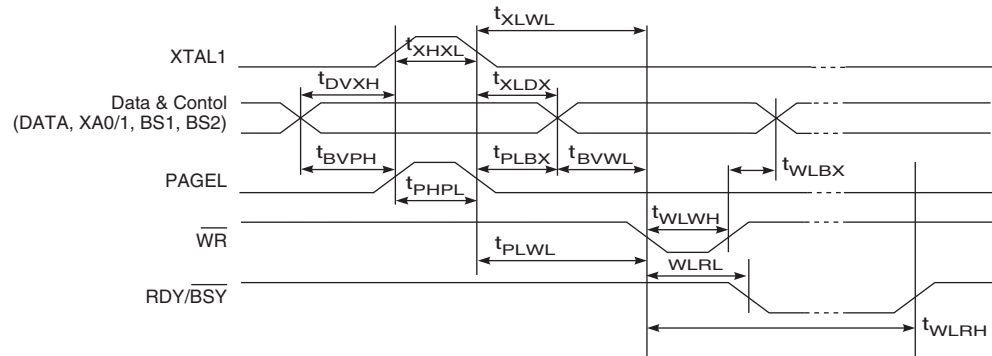 tXLWL
XTAL1
tXHXL
tDVXH
tXLDX
Data & Contol
(DATA, XA0/1, BS1, BS2)
tBVPH
tPLBX
tBVWL
tWLBX
PAGEL
tPHPL
tWLWH
WR
tPLWL
WLRL
RDY/BSY
tWLRH